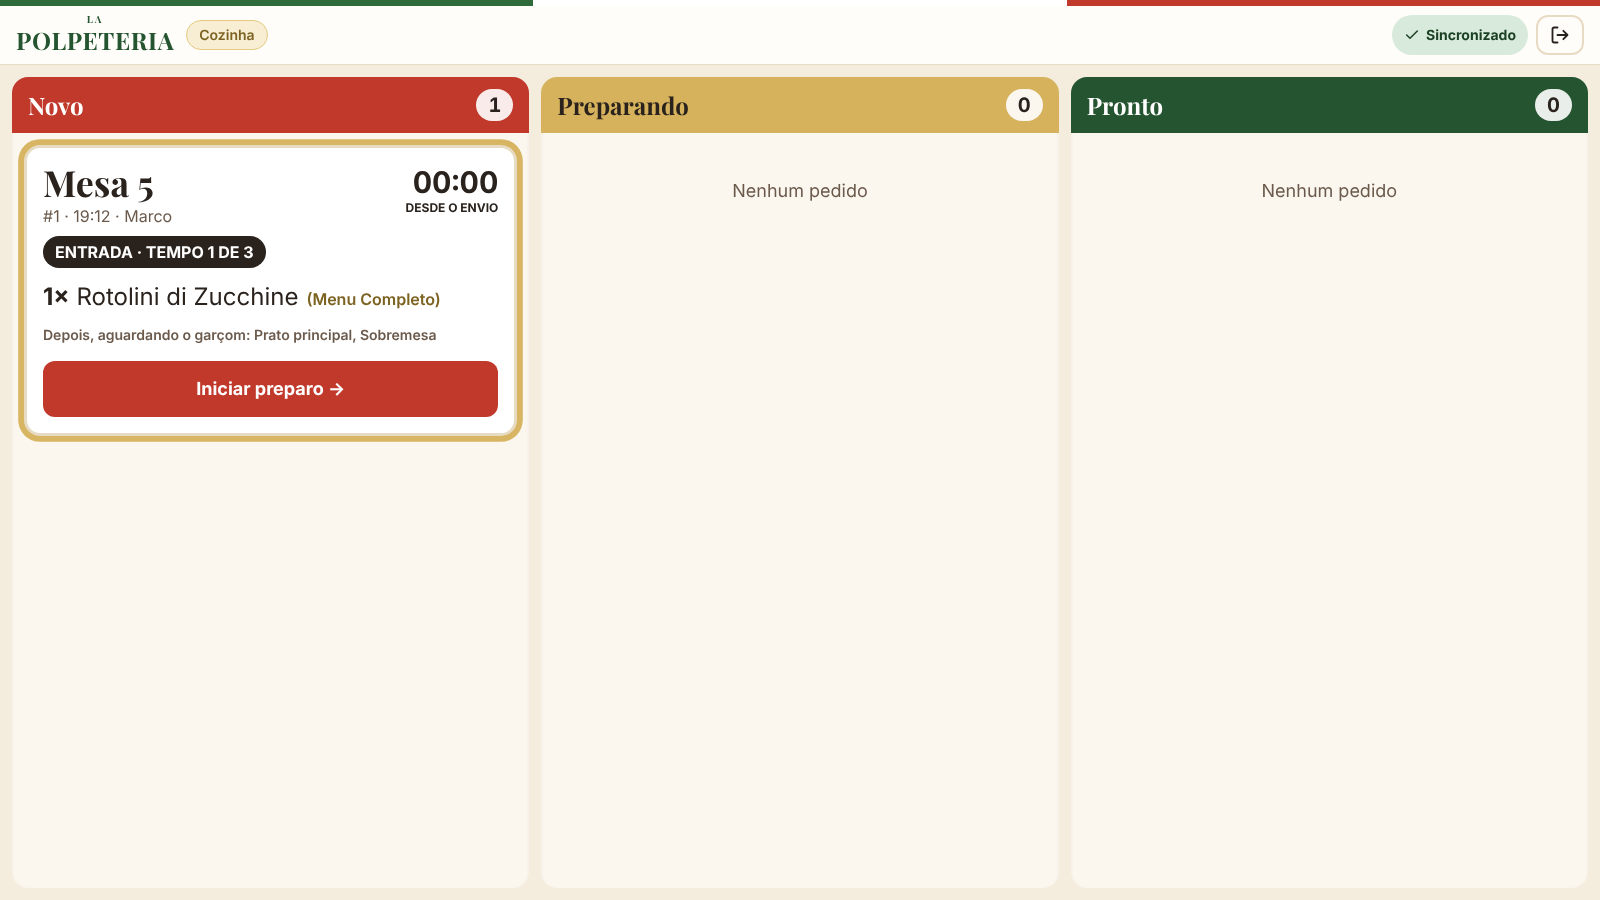 LA
POLPETERIA
Cozinha
Sincronizado
Novo
1
Mesa 5
00:00
#1 · 19:12 · Marco
DESDE O ENVIO
ENTRADA · TEMPO 1 DE 3
1× Rotolini di Zucchine (Menu Completo)
Depois, aguardando o garçom: Prato principal, Sobremesa
Iniciar preparo →
Preparando
0
Nenhum pedido
Pronto
0
Nenhum pedido